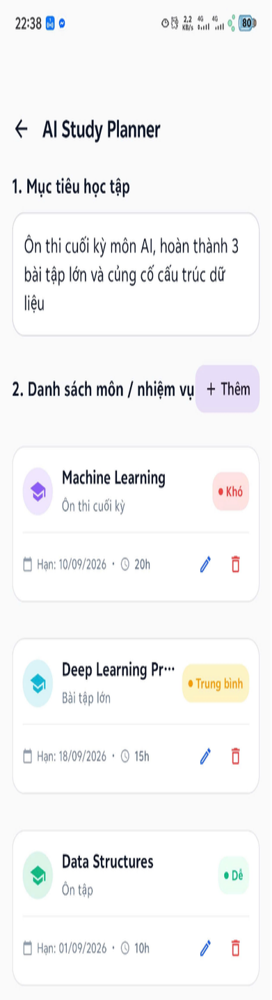 22:38 2,2 KB/s 4G 4G 80
AI Study Planner
1. Mục tiêu học tập
Ôn thi cuối kỳ môn AI, hoàn thành 3
bài tập lớn và củng cố cấu trúc dữ
liệu
2. Danh sách môn / nhiệm vụ + Thêm
Machine Learning
Khó
Ôn thi cuối kỳ
Hạn: 10/09/2026 • 20h
Deep Learning Pr...
Trung bình
Bài tập lớn
Hạn: 18/09/2026 • 15h
Data Structures
Dễ
Ôn tập
Hạn: 01/09/2026 • 10h